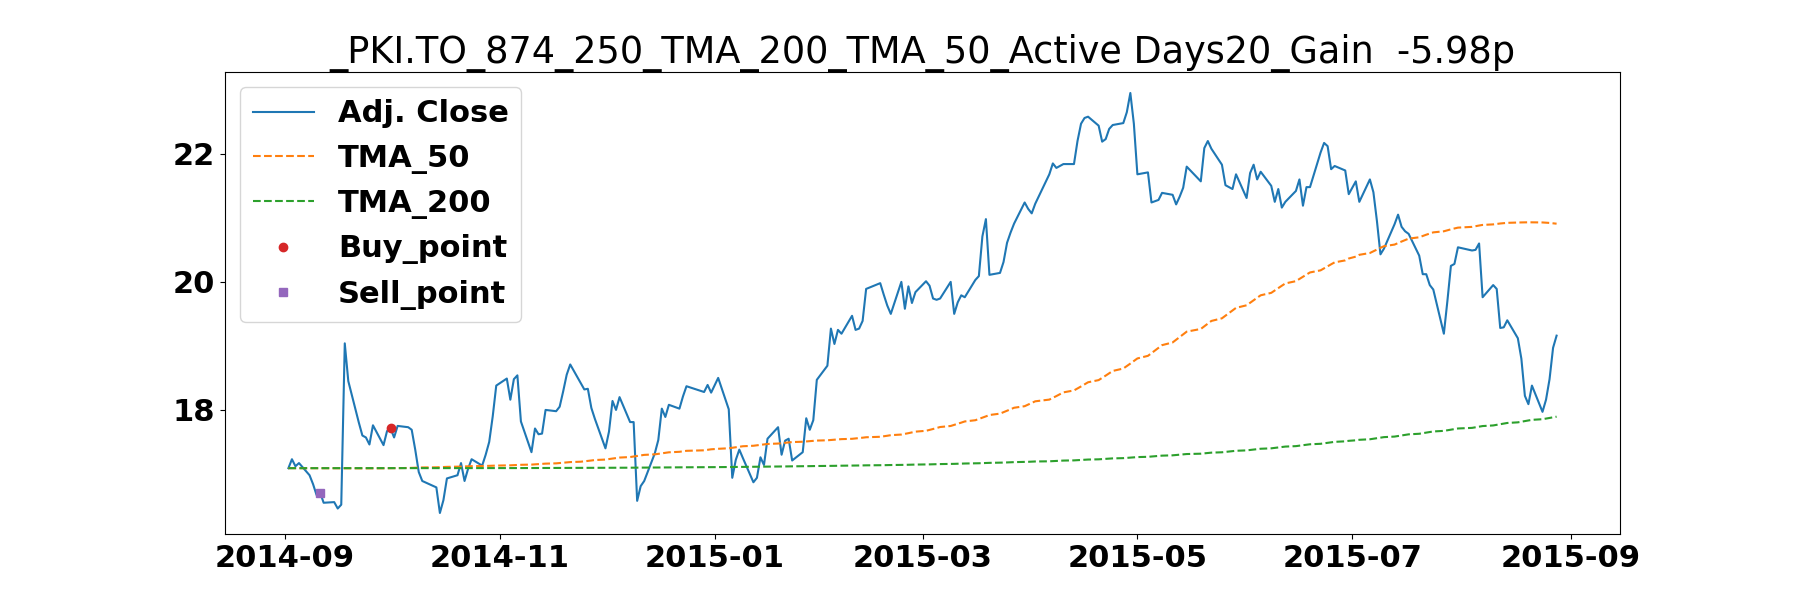 _PKI.TO_874_250_TMA_200_TMA_50_Active Days20_Gain  -5.98p
Adj. Close
TMA_50
TMA_200
Buy_point
Sell_point
22
20
18
2014-09 2014-11 2015-01 2015-03 2015-05 2015-07 2015-09